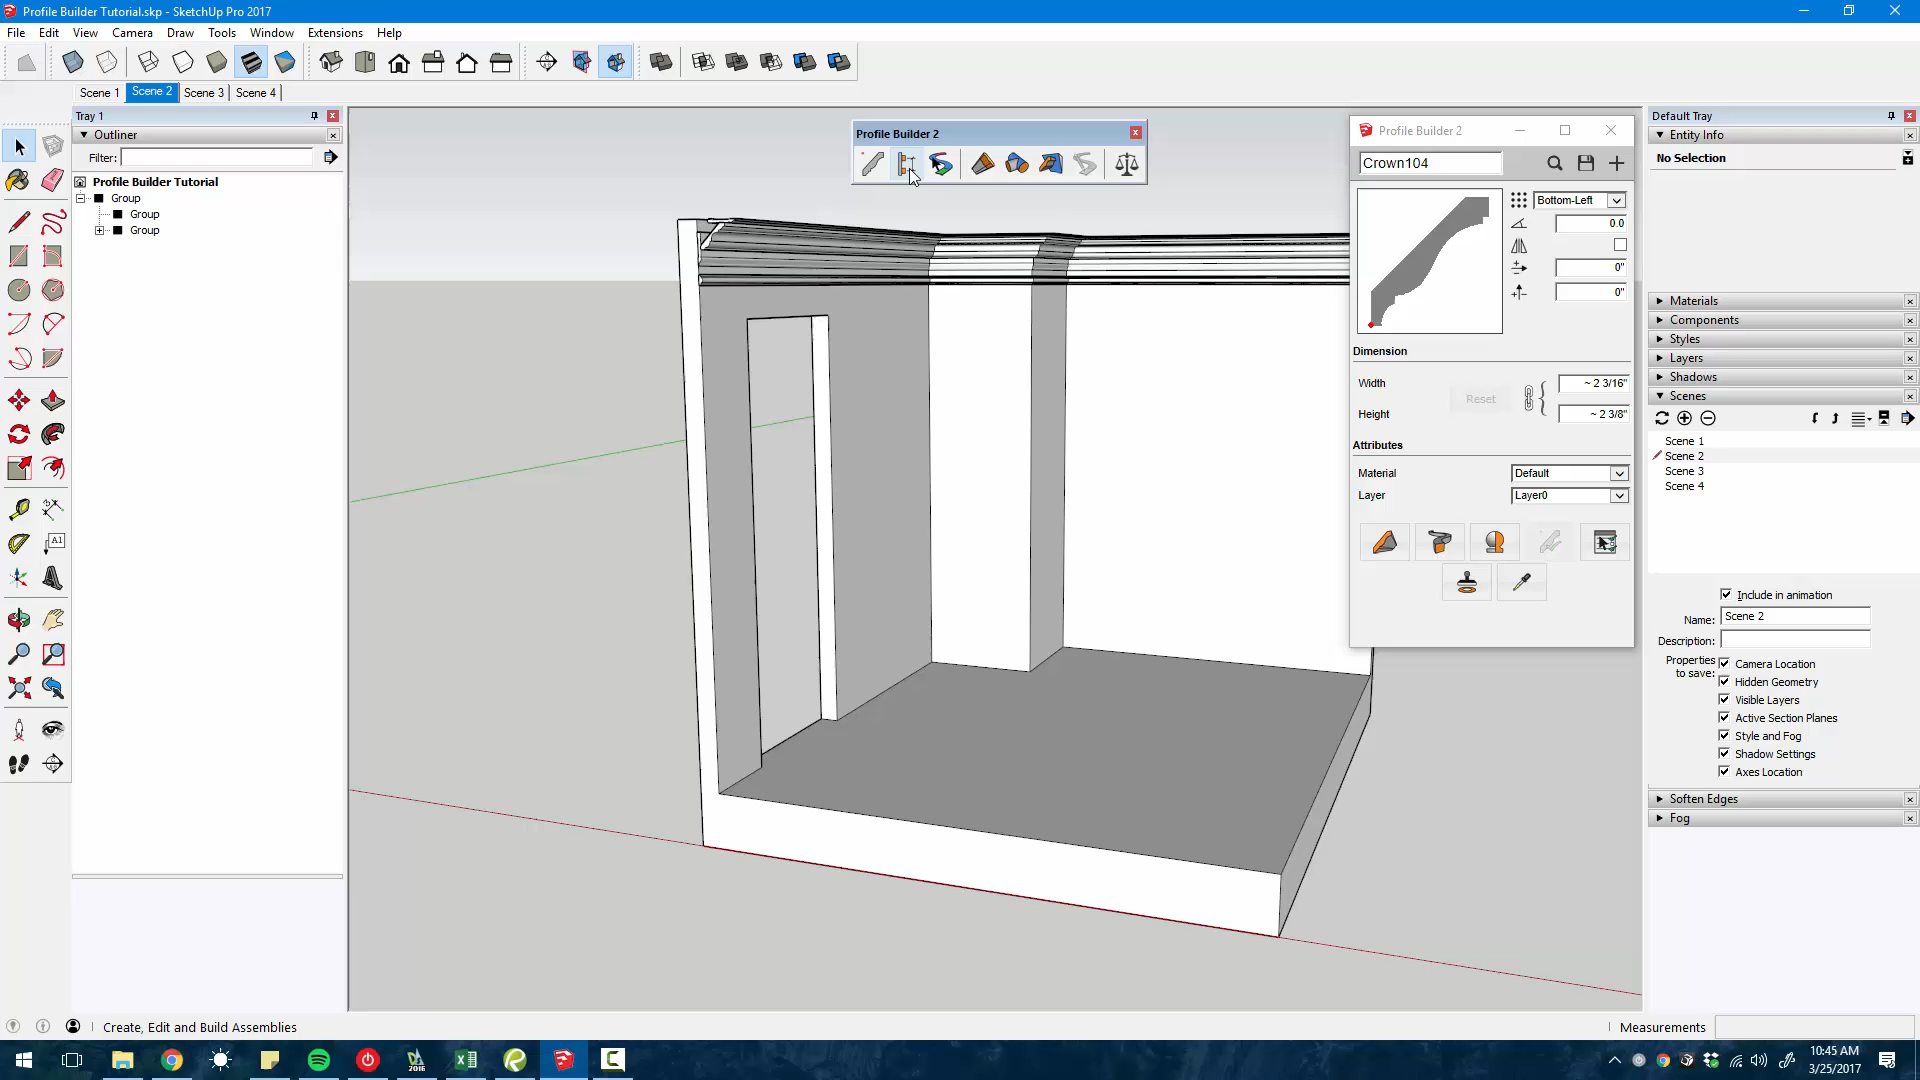 Profile Builder Tutorial.skp - SketchUp Pro 2017
File Edit View Camera Draw Tools Window Extensions Help
Scene 1 Scene 2 Scene 3 Scene 4
Tray 1
Outliner
Filter:
Profile Builder Tutorial
Group
Group
Group
A1
Profile Builder 2
Profile Builder 2
Crown104
Bottom-Left
0.0
0"
0"
Dimension
Width
~ 2 3/16"
Reset
Height
~ 2 3/8"
Attributes
Material
Default
Layer
Layer0
Default Tray
Entity Info
No Selection
Materials
Components
Styles
Layers
Shadows
Scenes
Scene 1
Scene 2
Scene 3
Scene 4
Include in animation
Name: Scene 2
Description:
Properties to save:
Camera Location
Hidden Geometry
Visible Layers
Active Section Planes
Style and Fog
Shadow Settings
Axes Location
Soften Edges
Fog
Create, Edit and Build Assemblies
Measurements
2016
10:45 AM
3/25/2017